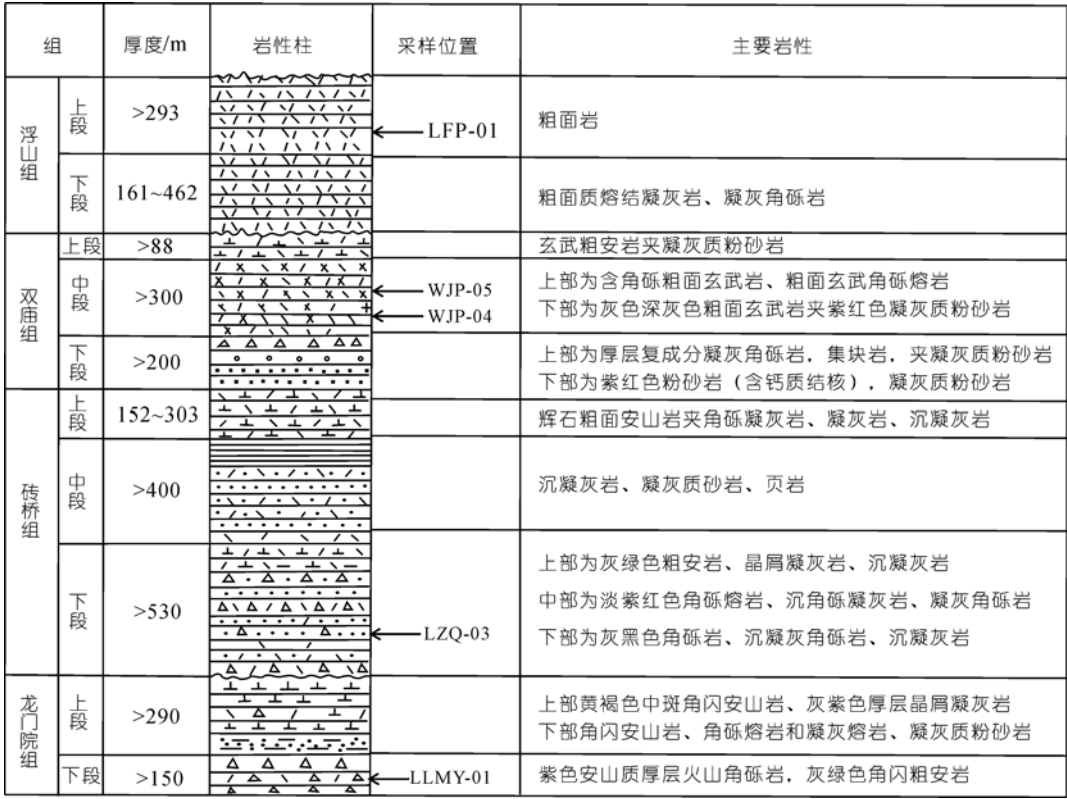 组 厚度/m 岩性柱 采样位置 主要岩性
浮山组
上段 >293 LFP-01 粗面岩
下段 161~462 粗面质熔结凝灰岩、凝灰角砾岩
双庙组
上段 >88 玄武粗安岩夹凝灰质粉砂岩
中段 >300 WJP-05 上部为含角砾粗面玄武岩、粗面玄武角砾熔岩
WJP-04 下部为灰色深灰色粗面玄武岩夹紫红色凝灰质粉砂岩
下段 >200 上部为厚层复成分凝灰角砾岩，集块岩，夹凝灰质粉砂岩
下部为紫红色粉砂岩（含钙质结核），凝灰质粉砂岩
砖桥组
上段 152~303 辉石粗面安山岩夹角砾凝灰岩、凝灰岩、沉凝灰岩
中段 >400 沉凝灰岩、凝灰质砂岩、页岩
下段 >530 上部为灰绿色粗安岩、晶屑凝灰岩、沉凝灰岩
中部为淡紫红色角砾熔岩、沉角砾凝灰岩、凝灰角砾岩
LZQ-03 下部为灰黑色角砾岩、沉凝灰角砾岩、沉凝灰岩
龙门院组
上段 >290 上部黄褐色中斑角闪安山岩、灰紫色厚层晶屑凝灰岩
下部角闪安山岩、角砾熔岩和凝灰熔岩、凝灰质粉砂岩
下段 >150 LLMY-01 紫色安山质厚层火山角砾岩，灰绿色角闪粗安岩